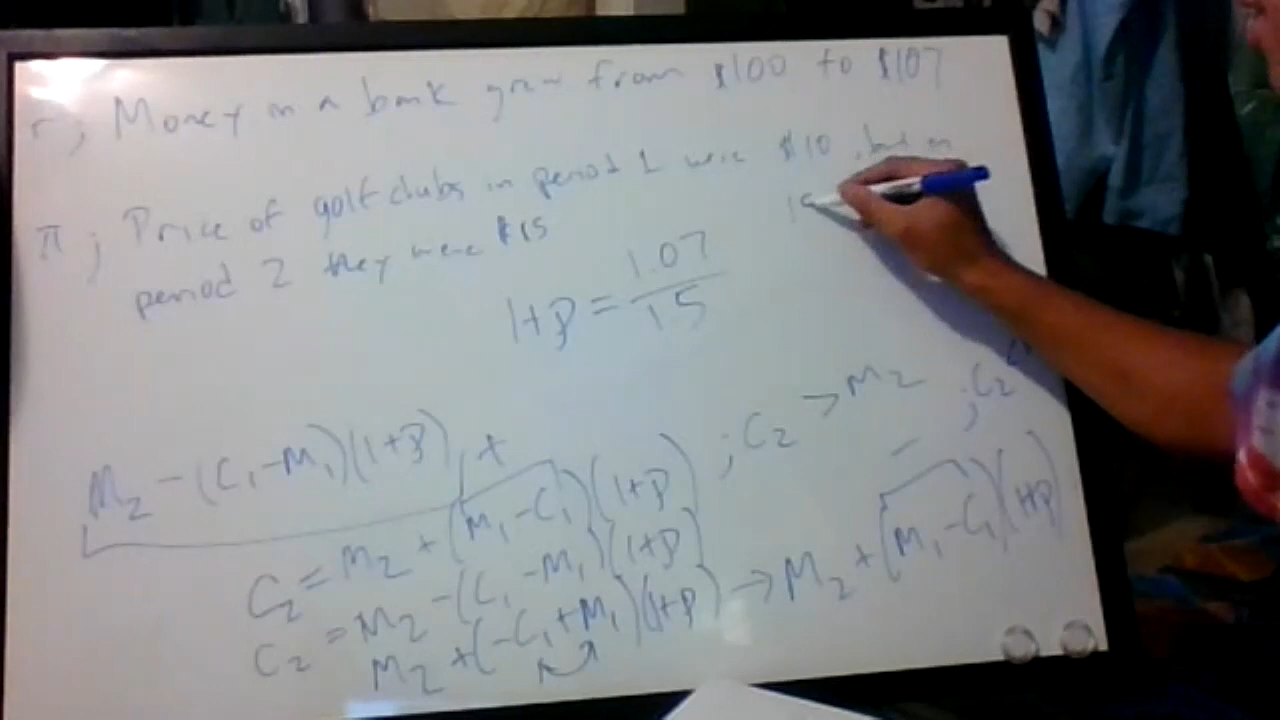 r; Money in a bank grew from $100 to $107
π; Price of golf clubs in period 1 were $10, but in
period 2 they were $15
1+ρ = 1.07 / 15
15
M₂ - (C₁-M₁)(1+ρ)
C₂ = M₂ + (M₁-C₁)(1+ρ) ; C₂ > M₂ ; C₂
C₂ = M₂ - (C₁-M₁)(1+ρ)
M₂ + (-C₁+M₁)(1+ρ) → M₂ + (M₁-C₁)(1+ρ)